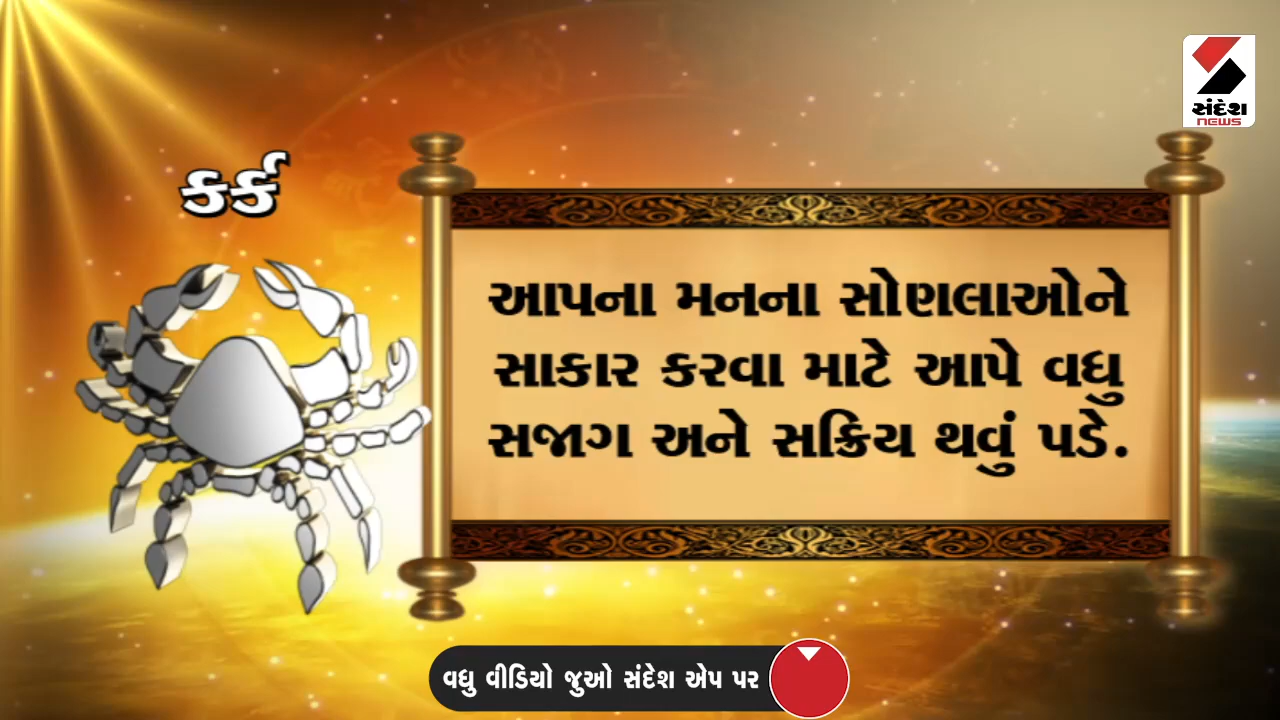 સંદેશ
NEWS
કર્ક
આપના મનના સોણલાઓને
સાકાર કરવા માટે આપે વધુ
સજાગ અને સક્રિય થવું પડે.
વધુ વીડિયો જુઓ સંદેશ એપ પર